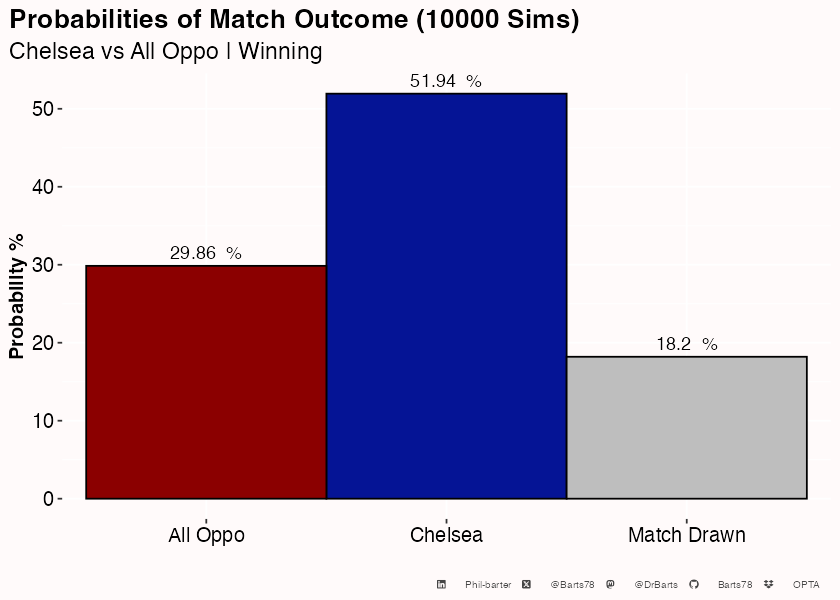 Probabilities of Match Outcome (10000 Sims)
Chelsea vs All Oppo | Winning
Probability %
50
40
30
20
10
0
29.86 %
51.94 %
18.2 %
All Oppo
Chelsea
Match Drawn
Phil-barter @Barts78 @DrBarts Barts78 OPTA